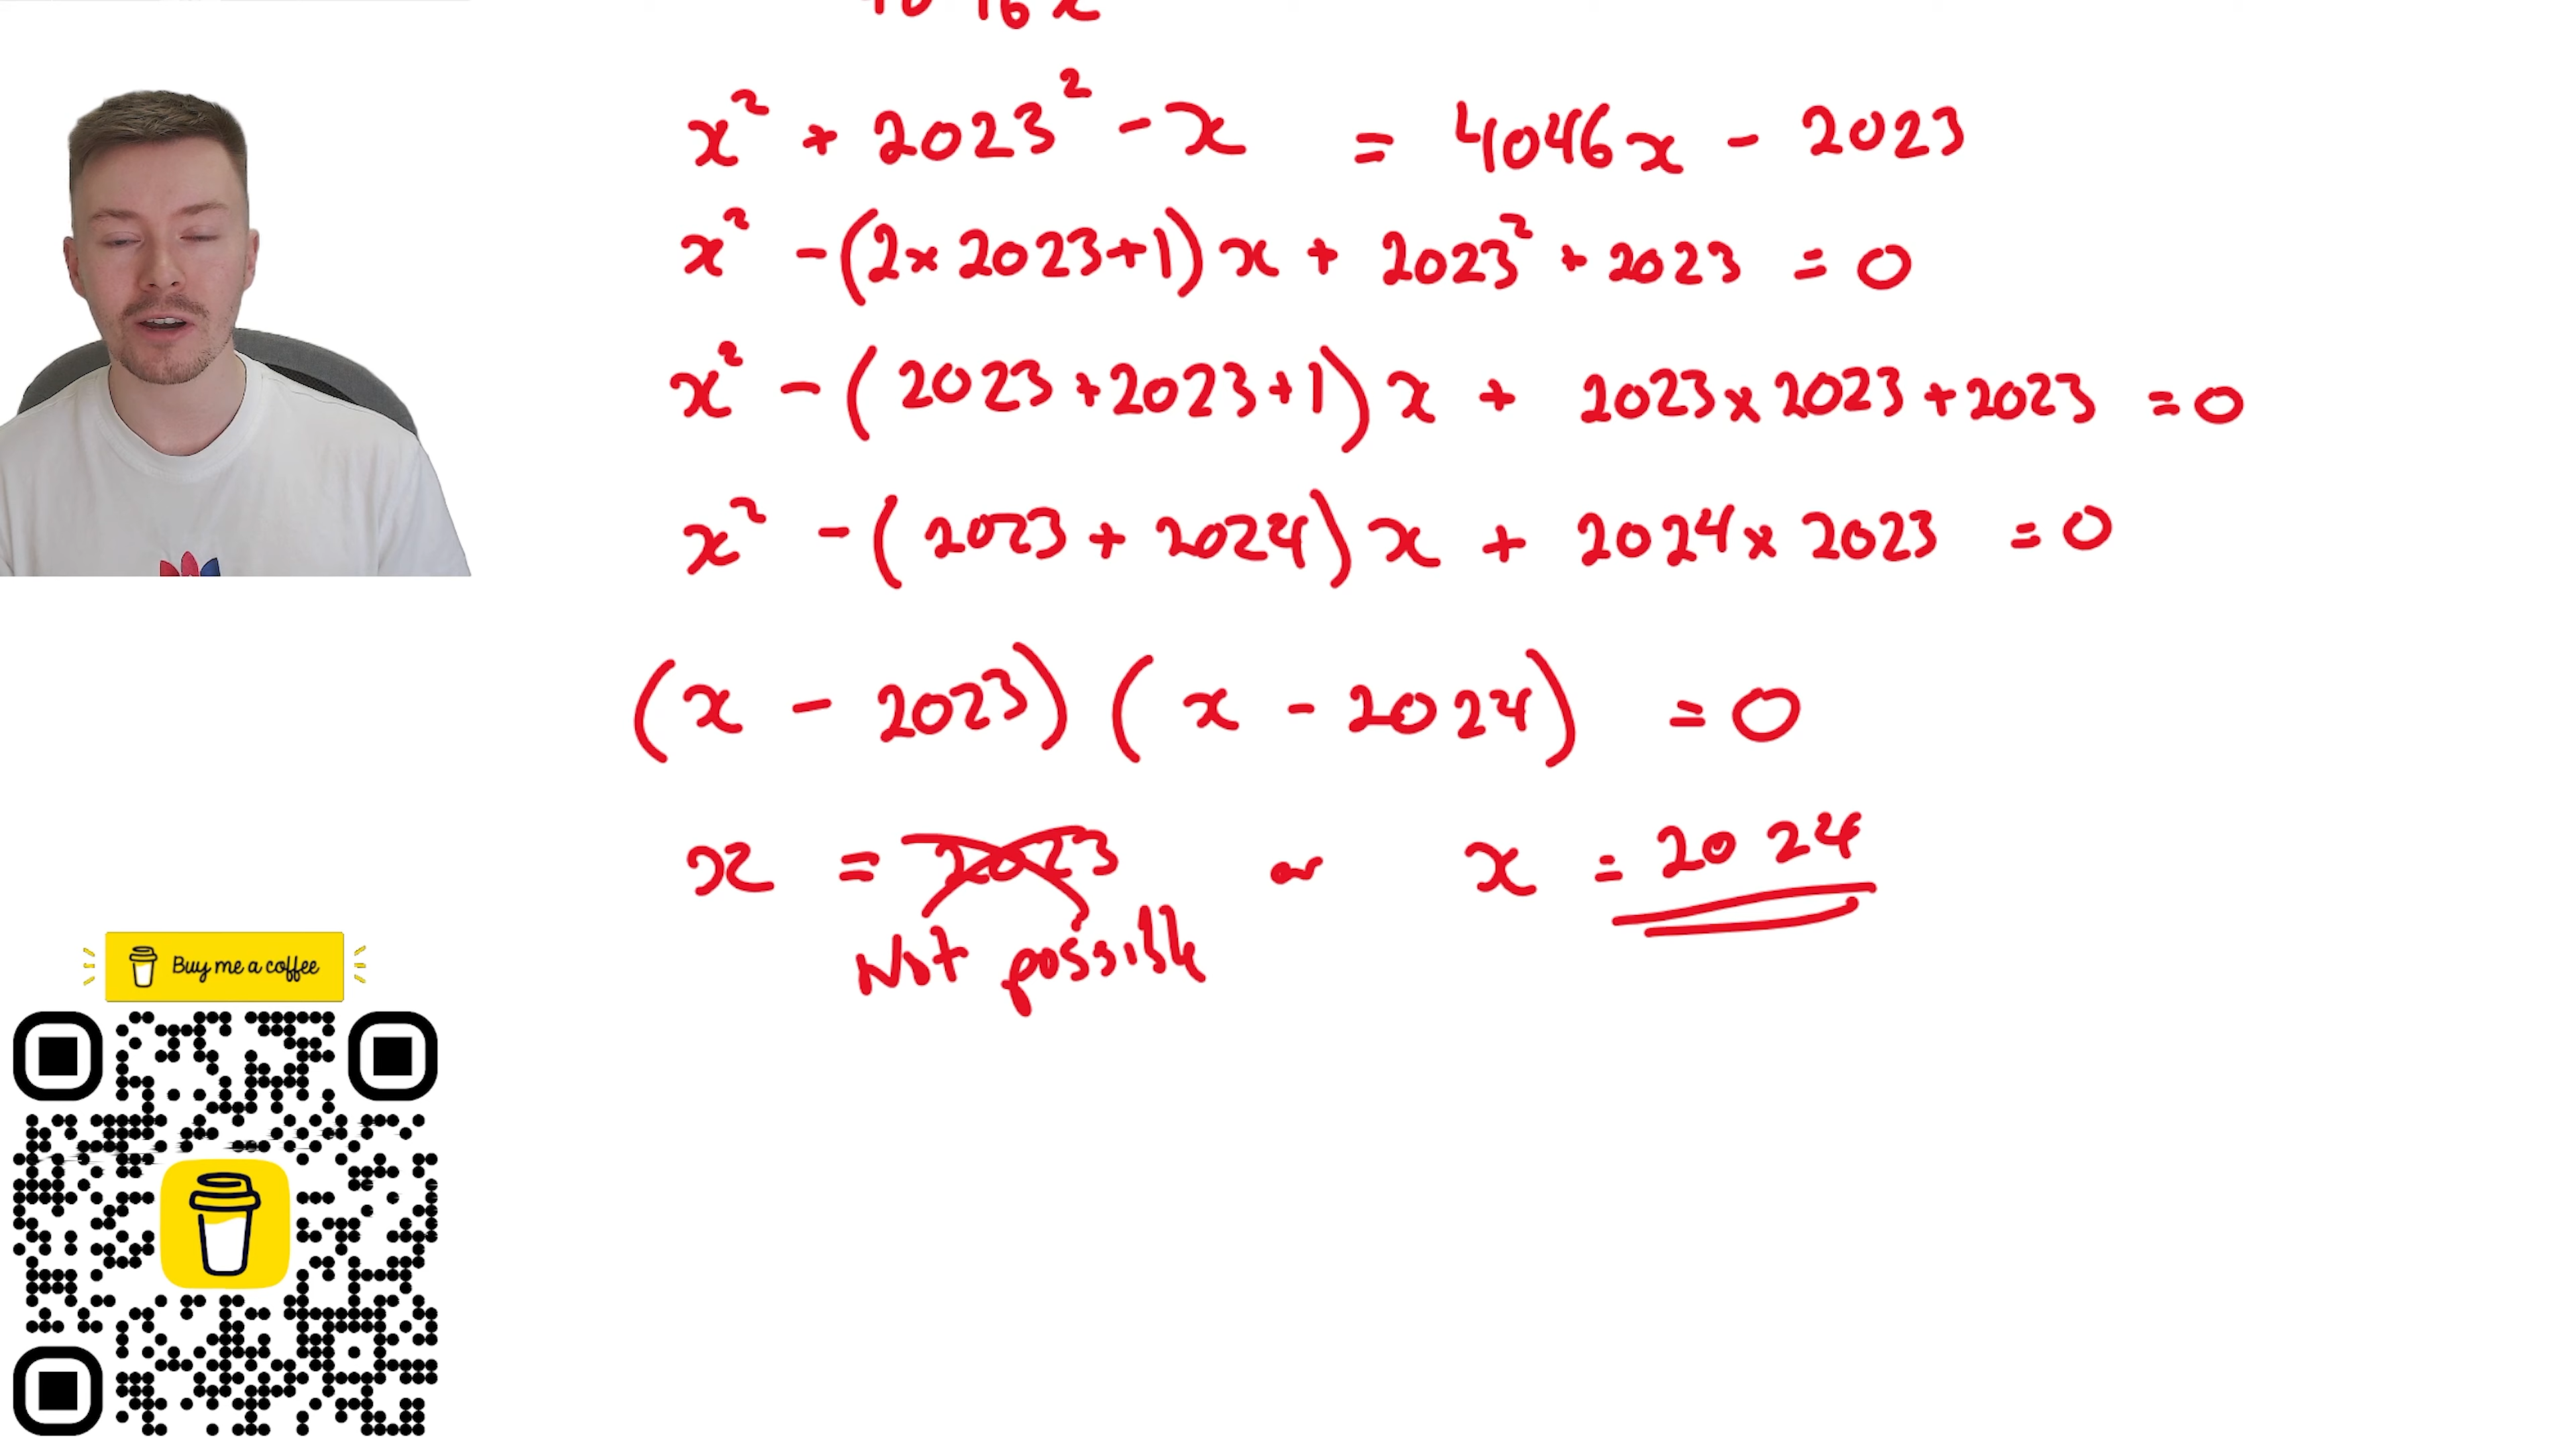 x² + 2023² - x = 4046x - 2023
x² - (2 × 2023 + 1) x + 2023² + 2023 = 0
x² - (2023 + 2023 + 1) x + 2023 × 2023 + 2023 = 0
x² - (2023 + 2024) x + 2024 × 2023 = 0
(x - 2023) (x - 2024) = 0
x = 2023 or x = 2024
Not possible
Buy me a coffee